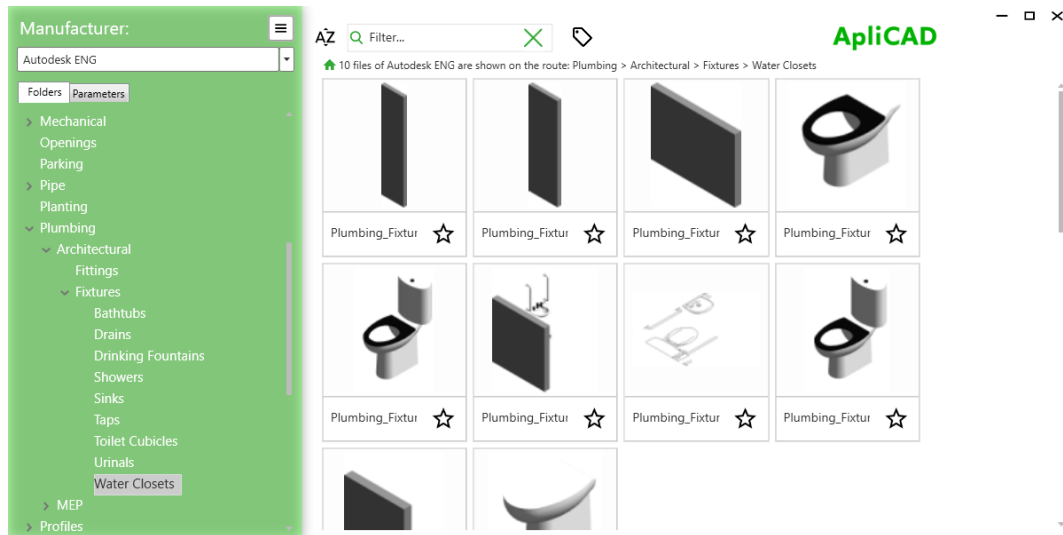 Manufacturer:
Autodesk ENG
Folders Parameters
Mechanical
Openings
Parking
Pipe
Planting
Plumbing
Architectural
Fittings
Fixtures
Bathtubs
Drains
Drinking Fountains
Showers
Sinks
Taps
Toilet Cubicles
Urinals
Water Closets
MEP
Profiles
AZ Filter... ApliCAD
10 files of Autodesk ENG are shown on the route: Plumbing > Architectural > Fixtures > Water Closets
Plumbing_Fixtur Plumbing_Fixtur Plumbing_Fixtur Plumbing_Fixtur
Plumbing_Fixtur Plumbing_Fixtur Plumbing_Fixtur Plumbing_Fixtur